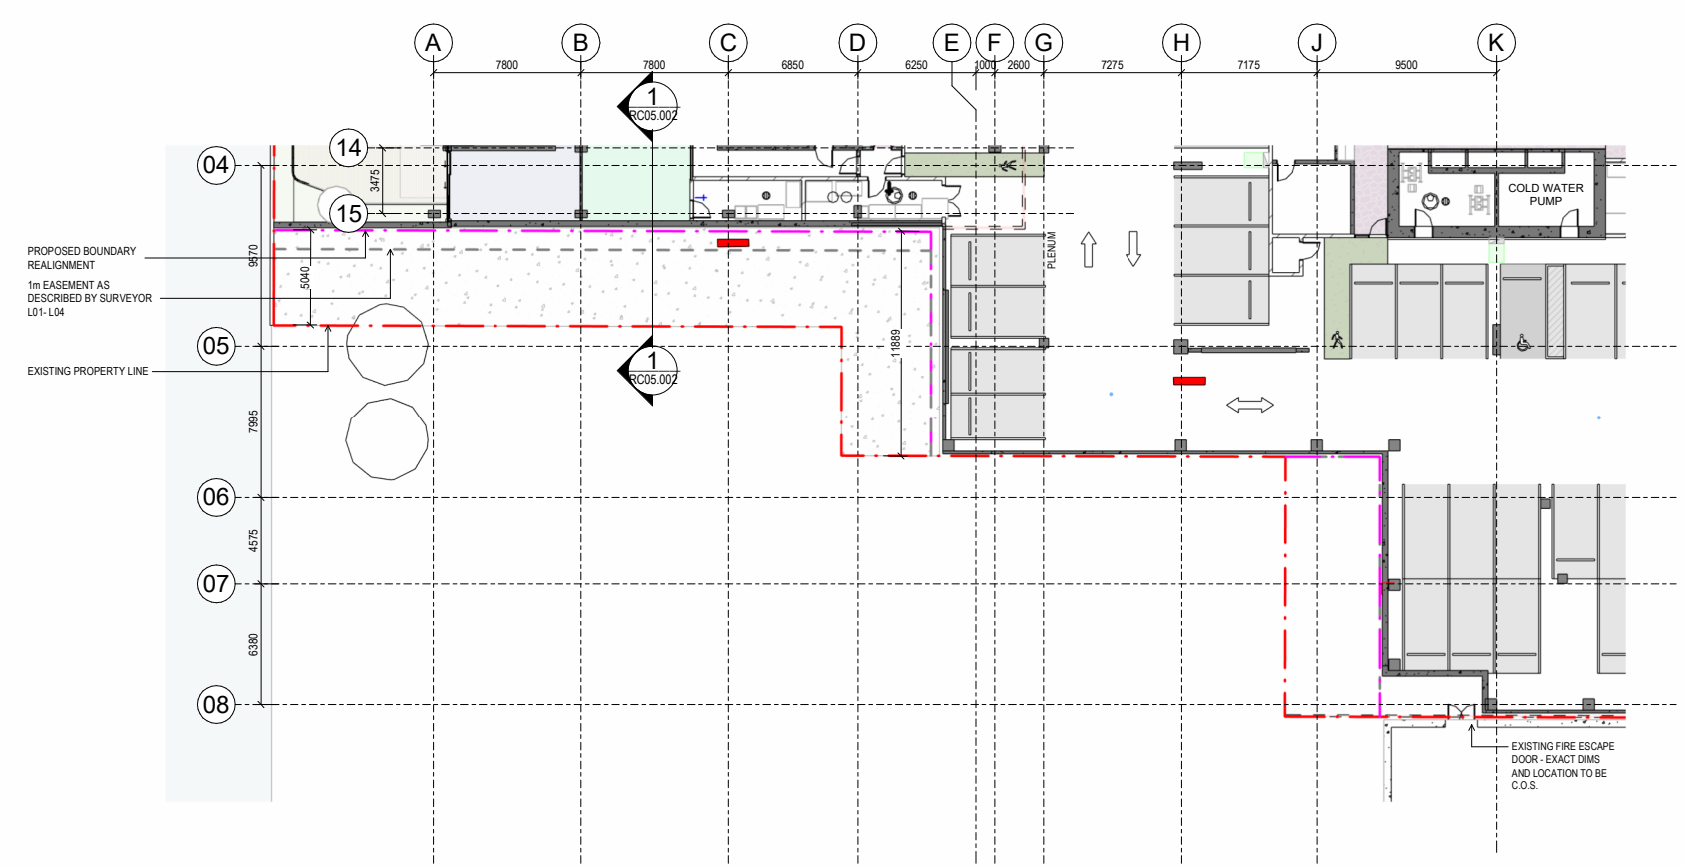 A B C D E F G H J K
7800 7800 6850 6250 1000 2600 7275 7175 9500
1
RC05.002
14
04
3475
15
COLD WATER
PUMP
PROPOSED BOUNDARY
REALIGNMENT
9570
5040
PLENUM
1m EASEMENT AS
DESCRIBED BY SURVEYOR
L01- L04
11889
05
1
RC05.002
EXISTING PROPERTY LINE
7995
06
4575
07
6380
08
EXISTING FIRE ESCAPE
DOOR - EXACT DIMS
AND LOCATION TO BE
C.O.S.